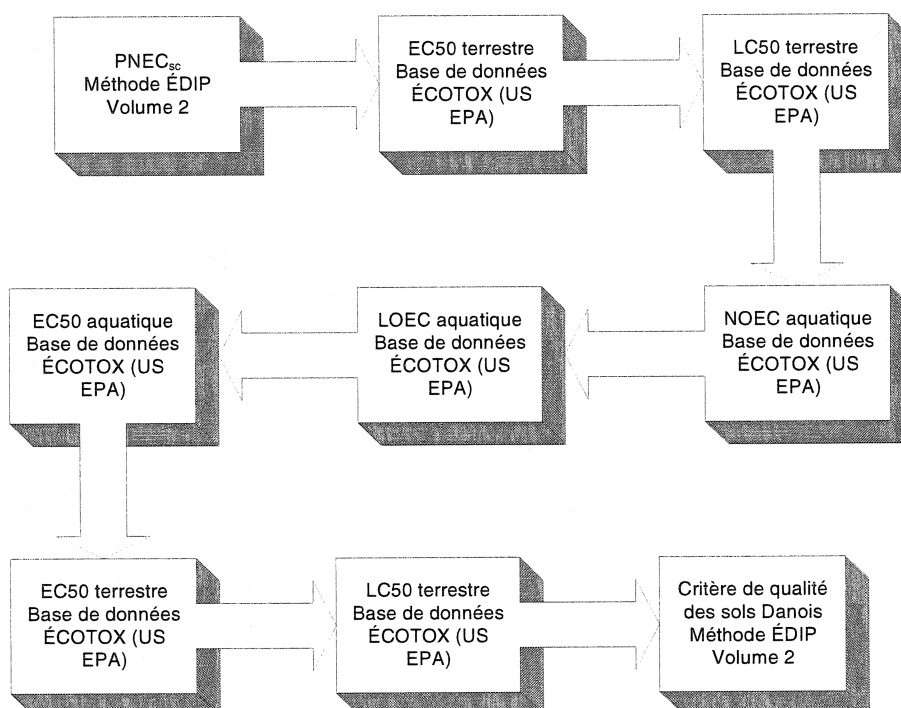 PNECsc
Méthode ÉDIP
Volume 2
EC50 terrestre
Base de données
ÉCOTOX (US
EPA)
LC50 terrestre
Base de données
ÉCOTOX (US
EPA)
NOEC aquatique
Base de données
ÉCOTOX (US
EPA)
LOEC aquatique
Base de données
ÉCOTOX (US
EPA)
EC50 aquatique
Base de données
ÉCOTOX (US
EPA)
EC50 terrestre
Base de données
ÉCOTOX (US
EPA)
LC50 terrestre
Base de données
ÉCOTOX (US
EPA)
Critère de qualité
des sols Danois
Méthode ÉDIP
Volume 2